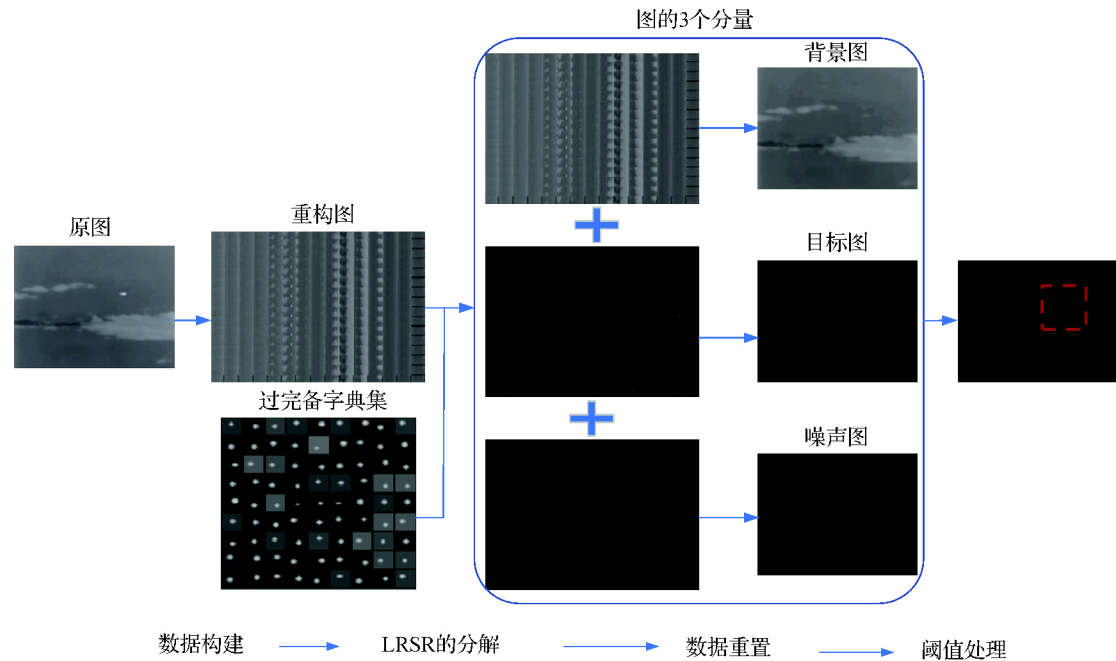 图的3个分量
背景图
原图
重构图
目标图
过完备字典集
噪声图
数据构建
LRSR的分解
数据重置
阈值处理